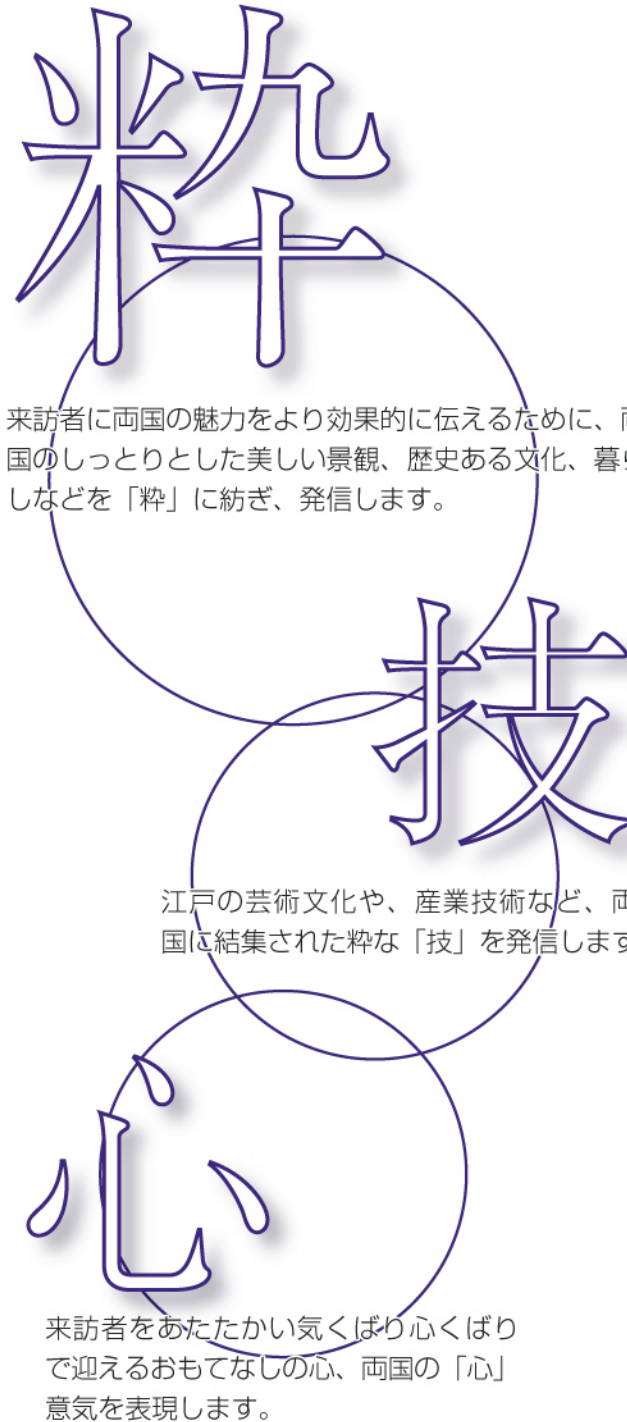 粋
来訪者に両国の魅力をより効果的に伝えるために、両
国のしっとりとした美しい景観、歴史ある文化、暮ら
しなどを「粋」に紡ぎ、発信します。
技
江戸の芸術文化や、産業技術など、両
国に結集された粋な「技」を発信します
心
来訪者をあたたかい気くばり心くばり
で迎えるおもてなしの心、両国の「心」
意気を表現します。